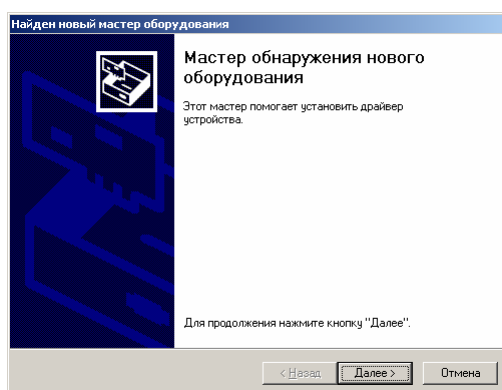 Найден новый мастер оборудования
Мастер обнаружения нового
оборудования
Этот мастер помогает установить драйвер
устройства.
Для продолжения нажмите кнопку "Далее".
< Назад Далее > Отмена